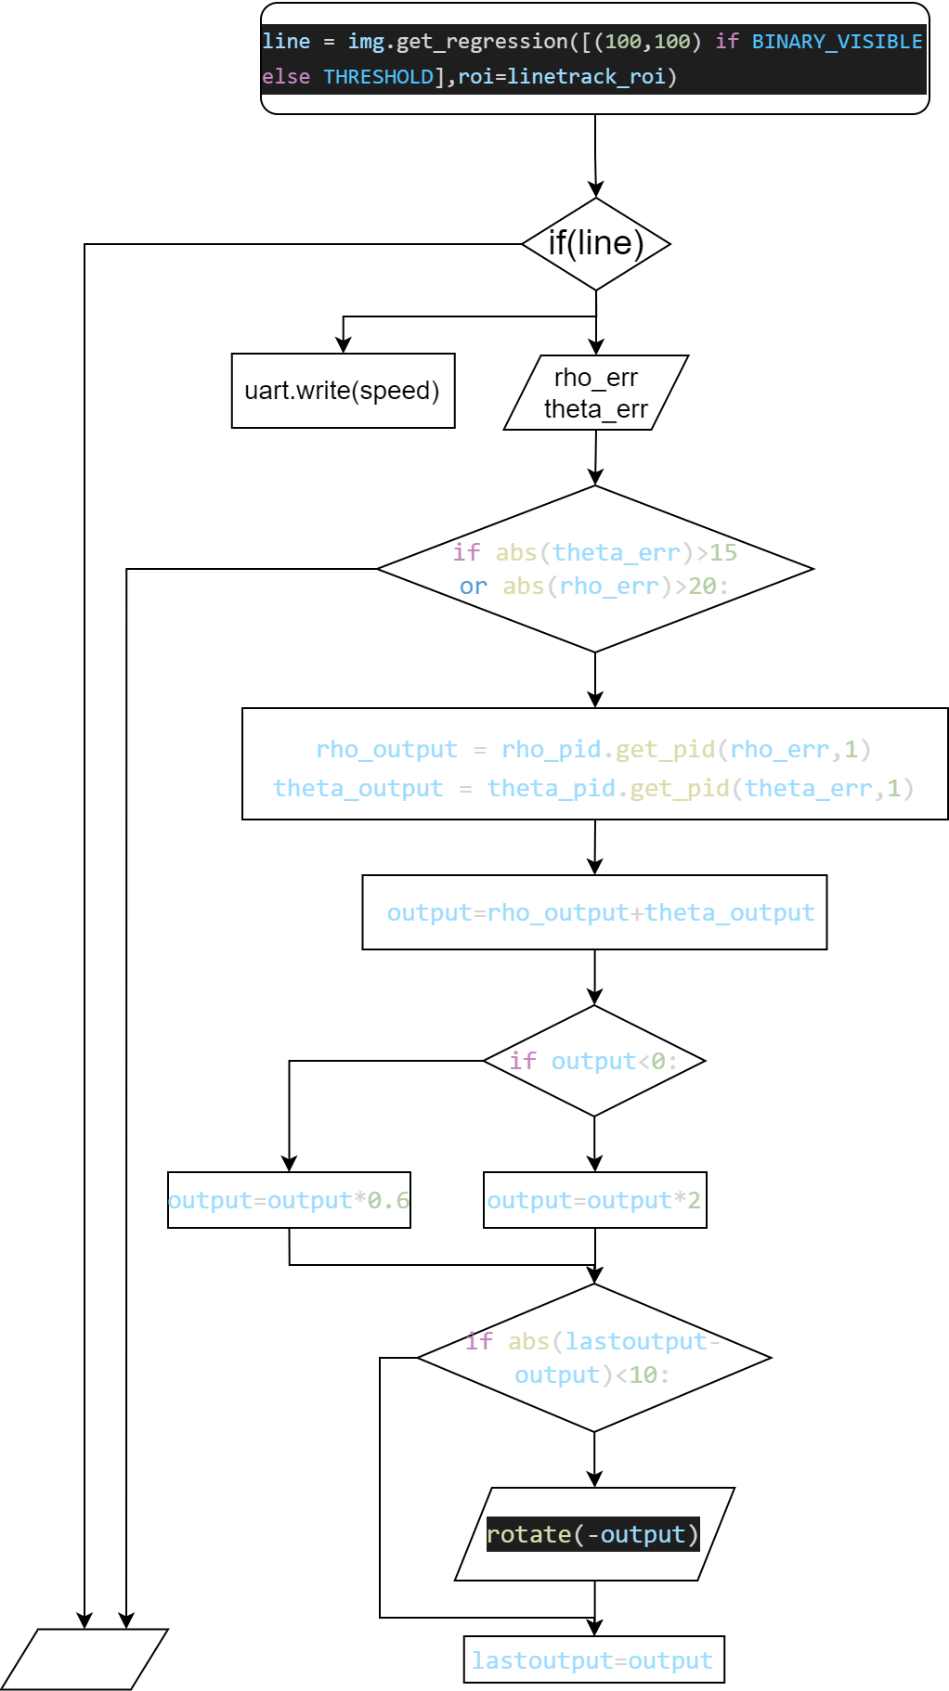 line = img.get_regression([(100,100) if BINARY_VISIBLE
else THRESHOLD],roi=linetrack_roi)
if(line)
uart.write(speed)
rho_err
theta_err
if abs(theta_err)>15
or abs(rho_err)>20:
rho_output = rho_pid.get_pid(rho_err,1)
theta_output = theta_pid.get_pid(theta_err,1)
output=rho_output+theta_output
if output<0:
output=output*0.6
output=output*2
if abs(lastoutput-
output)<10:
rotate(-output)
lastoutput=output